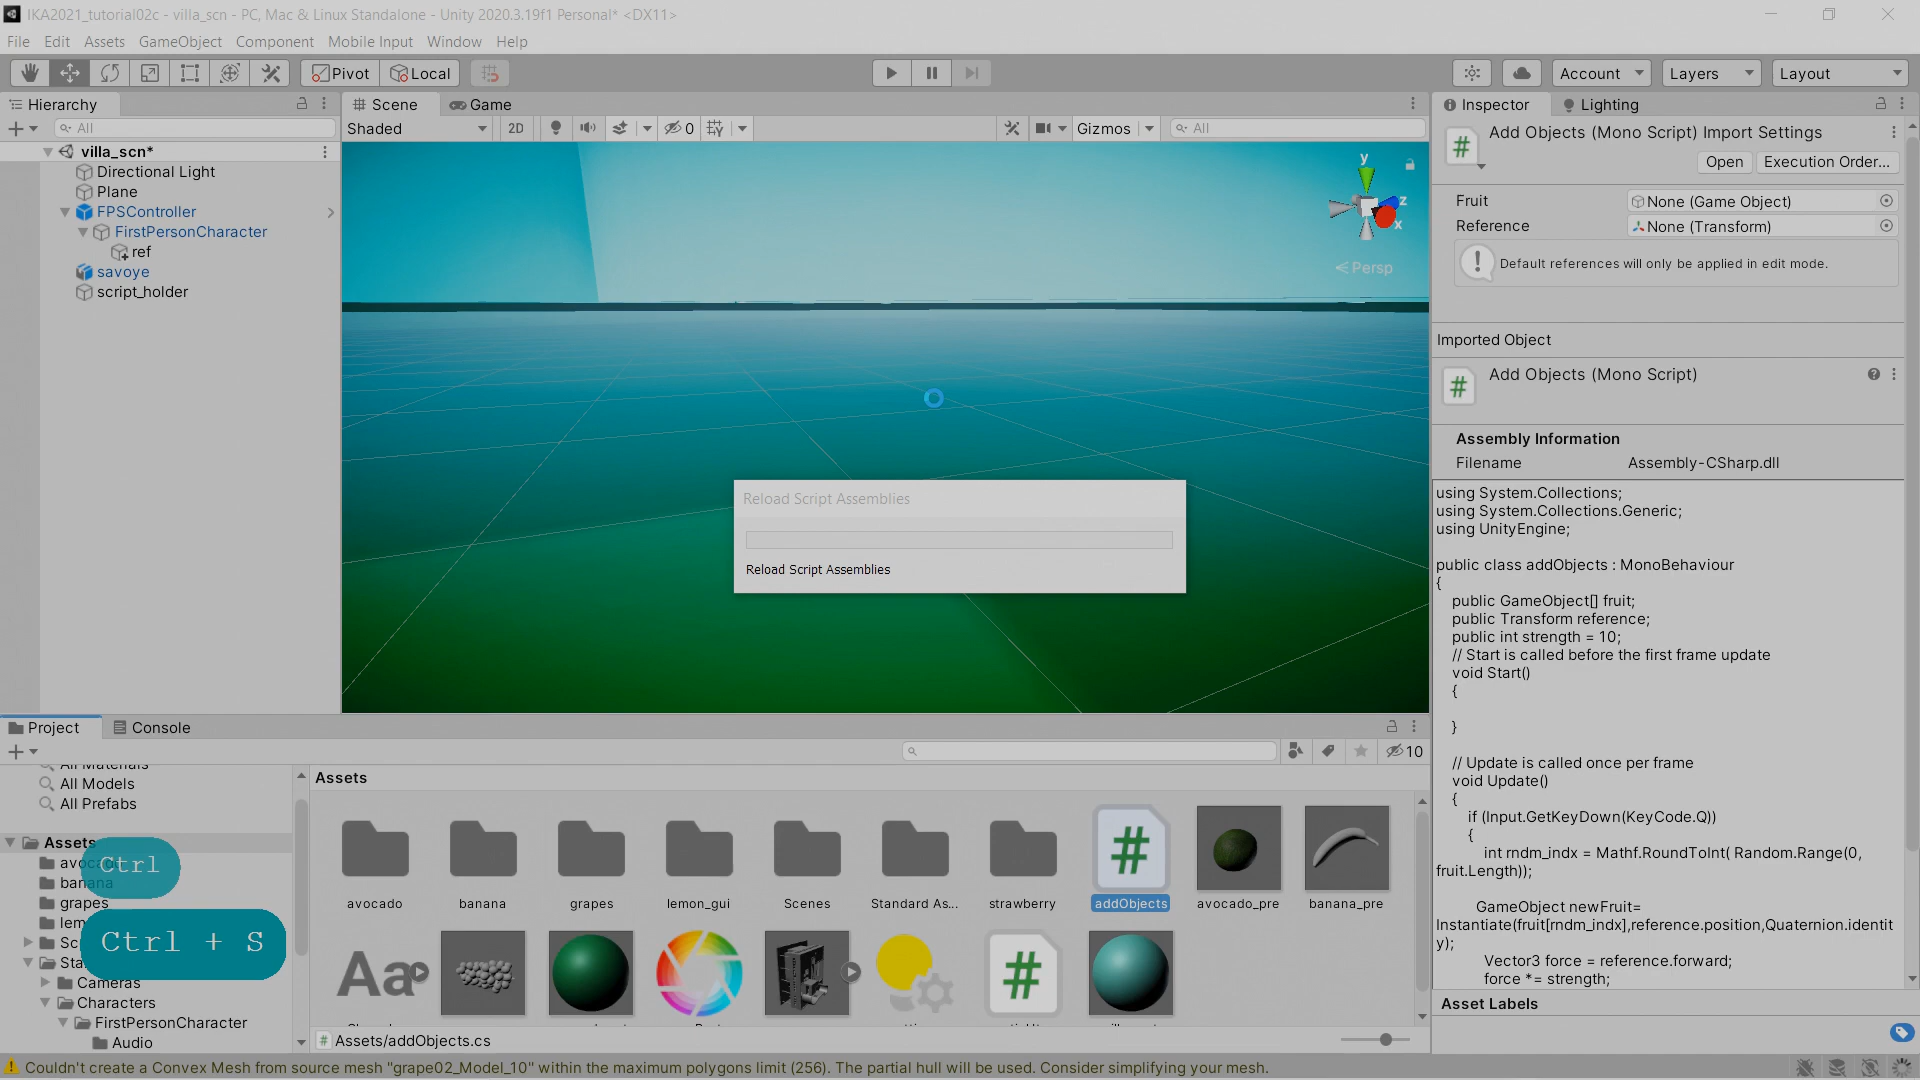 IKA2021_tutorial02c - villa_scn - PC, Mac & Linux Standalone - Unity 2020.3.19f1 Personal* <DX11>
File Edit Assets GameObject Component Mobile Input Window Help
Pivot Local Account Layers Layout
Hierarchy
All
villa_scn*
Directional Light
Plane
FPSController
FirstPersonCharacter
ref
savoye
script_holder
Scene Game
Shaded 2D 0 Gizmos All
y
z
x
Persp
Reload Script Assemblies
Reload Script Assemblies
Inspector Lighting
Add Objects (Mono Script) Import Settings
Open Execution Order...
Fruit None (Game Object)
Reference None (Transform)
Default references will only be applied in edit mode.
Imported Object
Add Objects (Mono Script)
Assembly Information
Filename Assembly-CSharp.dll
using System.Collections;
using System.Collections.Generic;
using UnityEngine;
public class addObjects : MonoBehaviour
{
public GameObject[] fruit;
public Transform reference;
public int strength = 10;
// Start is called before the first frame update
void Start()
{
}
// Update is called once per frame
void Update()
{
if (Input.GetKeyDown(KeyCode.Q))
{
int rndm_indx = Mathf.RoundToInt( Random.Range(0,
fruit.Length));
GameObject newFruit=
Instantiate(fruit[rndm_indx],reference.position,Quaternion.identit
y);
Vector3 force = reference.forward;
force *= strength;
Asset Labels
Project Console
10
All Materials
All Models
All Prefabs
Assets
banana
grapes
Cameras
Characters
FirstPersonCharacter
Audio
Ctrl
Ctrl + S
Assets
avocado banana grapes lemon_gui Scenes Standard As... strawberry addObjects avocado_pre banana_pre
Aa
Assets/addObjects.cs
Couldn't create a Convex Mesh from source mesh "grape02_Model_10" within the maximum polygons limit (256). The partial hull will be used. Consider simplifying your mesh.